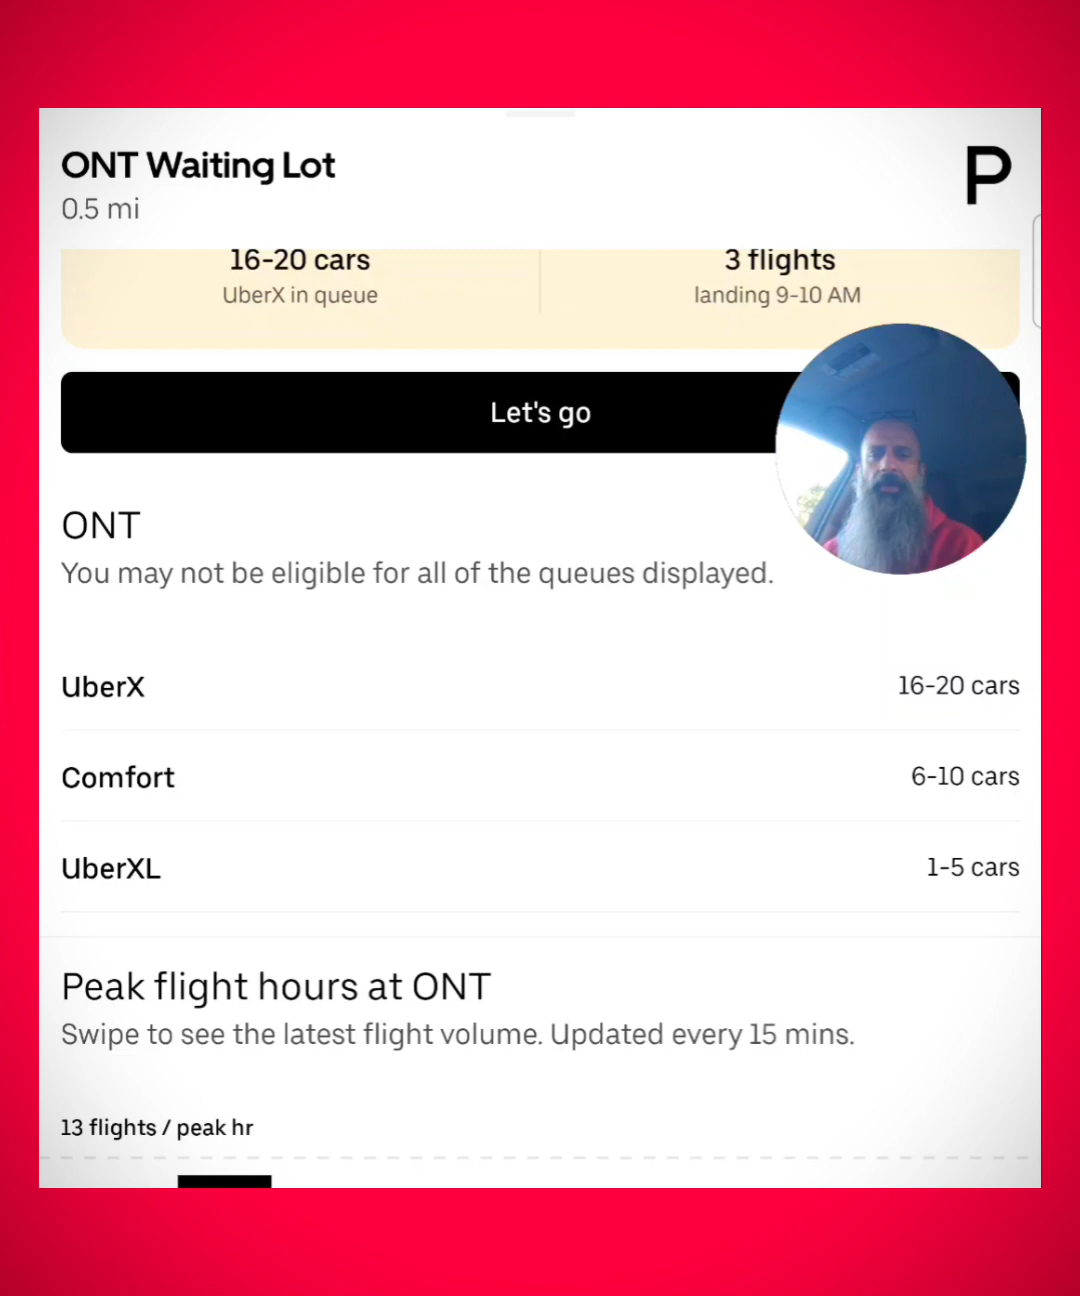 ONT Waiting Lot
P
0.5 mi
16-20 cars
UberX in queue
3 flights
landing 9-10 AM
Let's go
ONT
You may not be eligible for all of the queues displayed.
UberX
16-20 cars
Comfort
6-10 cars
UberXL
1-5 cars
Peak flight hours at ONT
Swipe to see the latest flight volume. Updated every 15 mins.
13 flights / peak hr